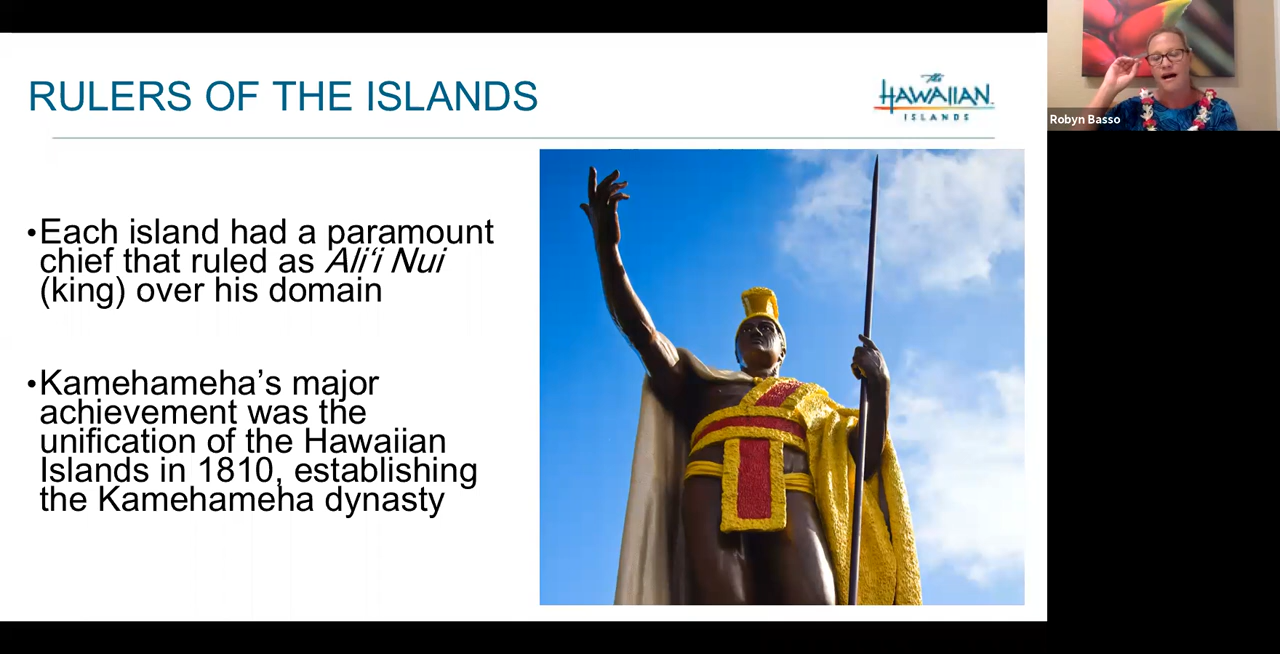 RULERS OF THE ISLANDS
The
HAWAIIAN
ISLANDS
Robyn Basso
•Each island had a paramount
chief that ruled as Ali‘i Nui
(king) over his domain
•Kamehameha’s major
achievement was the
unification of the Hawaiian
Islands in 1810, establishing
the Kamehameha dynasty